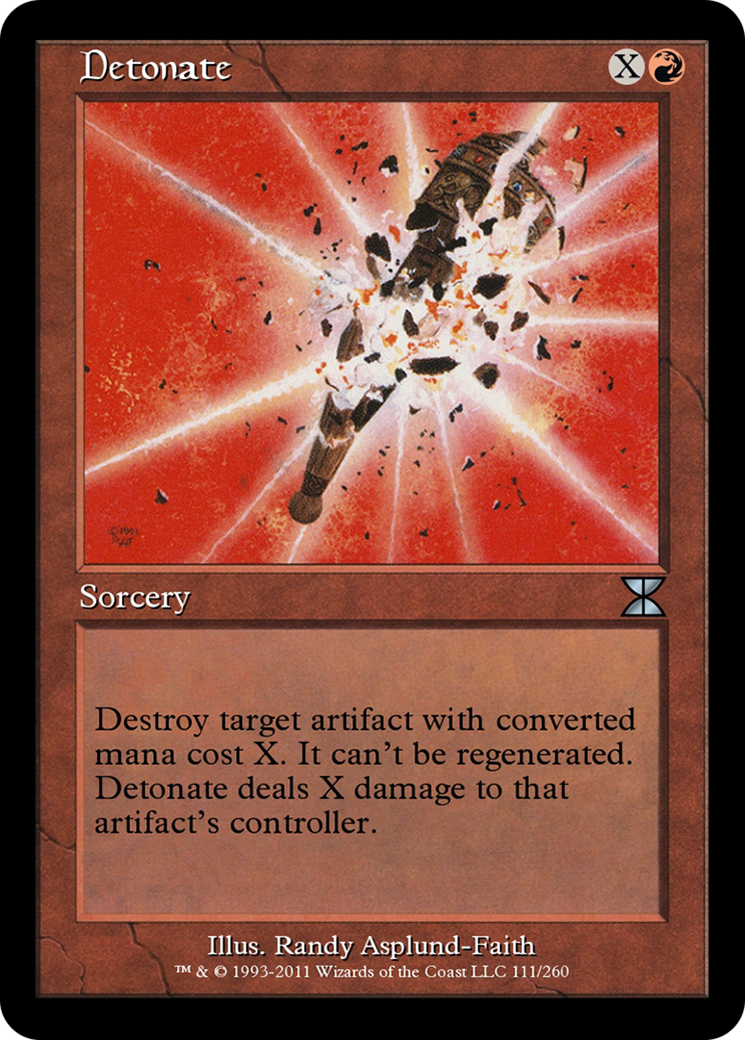 Detonate X
Sorcery
Destroy target artifact with converted
mana cost X. It can't be regenerated.
Detonate deals X damage to that
artifact's controller.
Illus. Randy Asplund-Faith
™ & © 1993-2011 Wizards of the Coast LLC 111/260